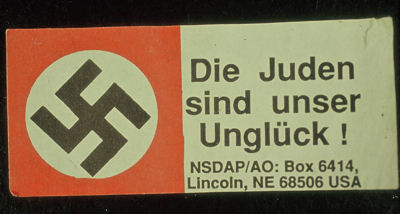 Die Juden
sind unser
Unglück !
NSDAP/AO: Box 6414,
Lincoln, NE 68506 USA